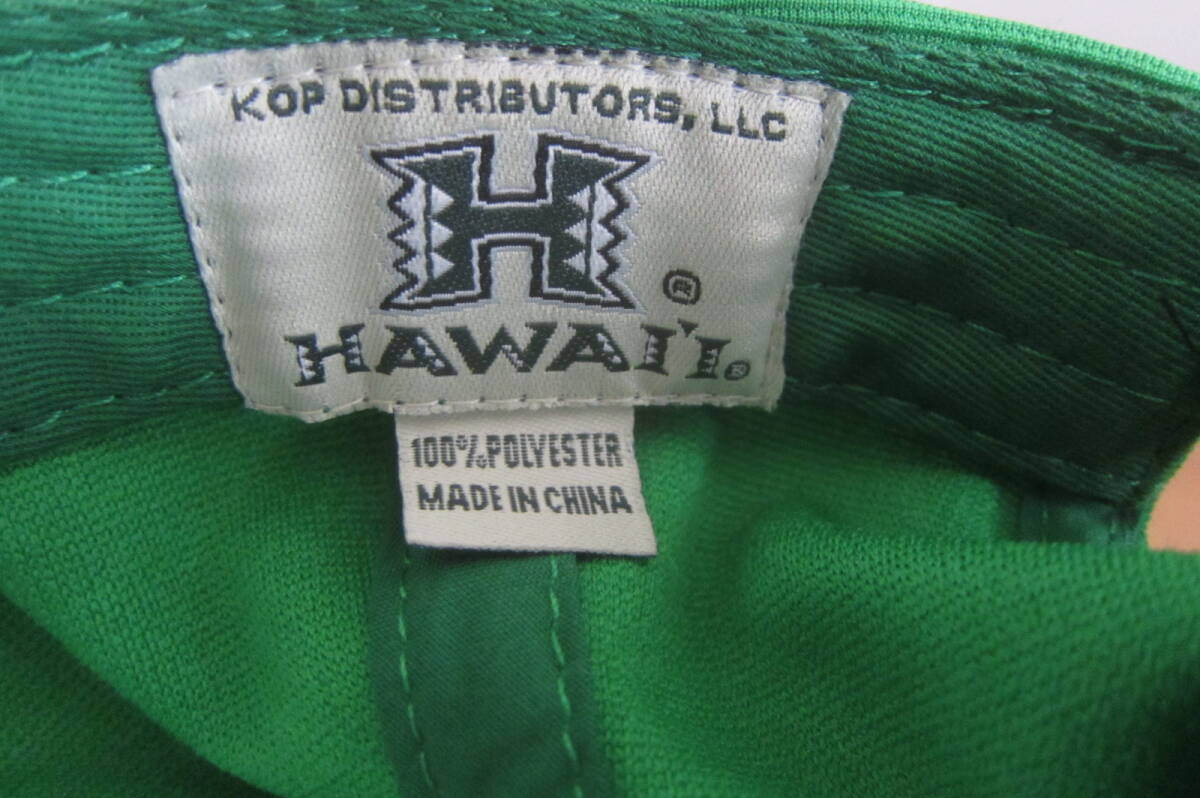 KOP DISTRIBUTORS, LLC
H
®
HAWAI'I®
100% POLYESTER
MADE IN CHINA